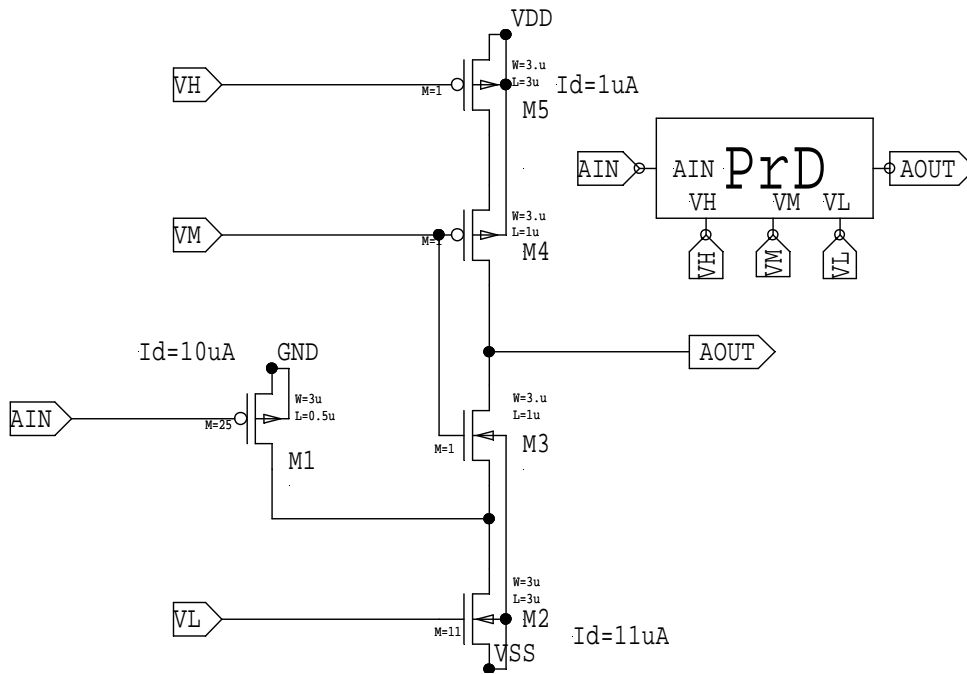 VDD
VH
M=1
W=3.u
L=3u
Id=1uA
M5
AIN
AIN
PrD
AOUT
VH
VM
VL
VH
VM
VL
VM
M=1
W=3.u
L=1u
M4
AOUT
Id=10uA
GND
AIN
M=25
W=3u
L=0.5u
M1
W=3.u
L=1u
M=1
M3
VL
M=11
W=3u
L=3u
M2
Id=11uA
VSS